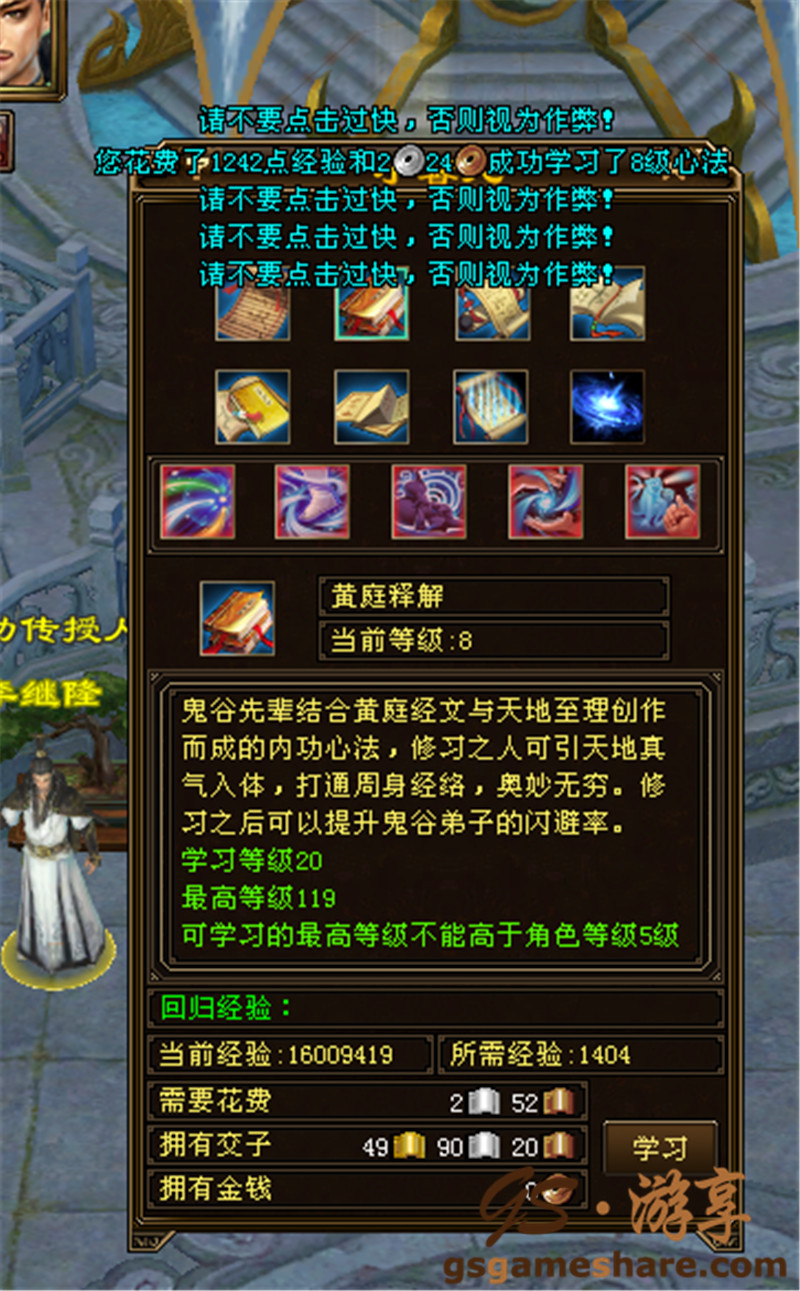 请不要点击过快，否则视为作弊！
您花费了1242点经验和2 24 成功学习了8级心法
请不要点击过快，否则视为作弊！
请不要点击过快，否则视为作弊！
请不要点击过快，否则视为作弊！
黄庭释解
当前等级:8
功传授人
李继隆
鬼谷先辈结合黄庭经文与天地至理创作
而成的内功心法，修习之人可引天地真
气入体，打通周身经络，奥妙无穷。修
习之后可以提升鬼谷弟子的闪避率。
学习等级20
最高等级119
可学习的最高等级不能高于角色等级5级
回归经验：
当前经验:16009419 所需经验:1404
需要花费 2 52
拥有交子 49 90 20
学习
拥有金钱
GS·游享
gsgameshare.com